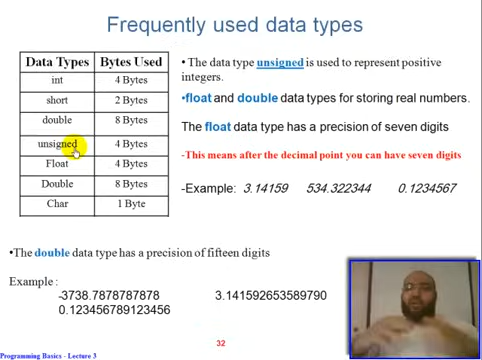 Frequently used data types
Data Types Bytes Used
int 4 Bytes
short 2 Bytes
double 8 Bytes
unsigned 4 Bytes
Float 4 Bytes
Double 8 Bytes
Char 1 Byte
• The data type unsigned is used to represent positive
integers.
•float and double data types for storing real numbers.
The float data type has a precision of seven digits
-This means after the decimal point you can have seven digits
-Example: 3.14159 534.322344 0.1234567
•The double data type has a precision of fifteen digits
Example :
-3738.7878787878 3.141592653589790
0.123456789123456
32
Programming Basics - Lecture 3